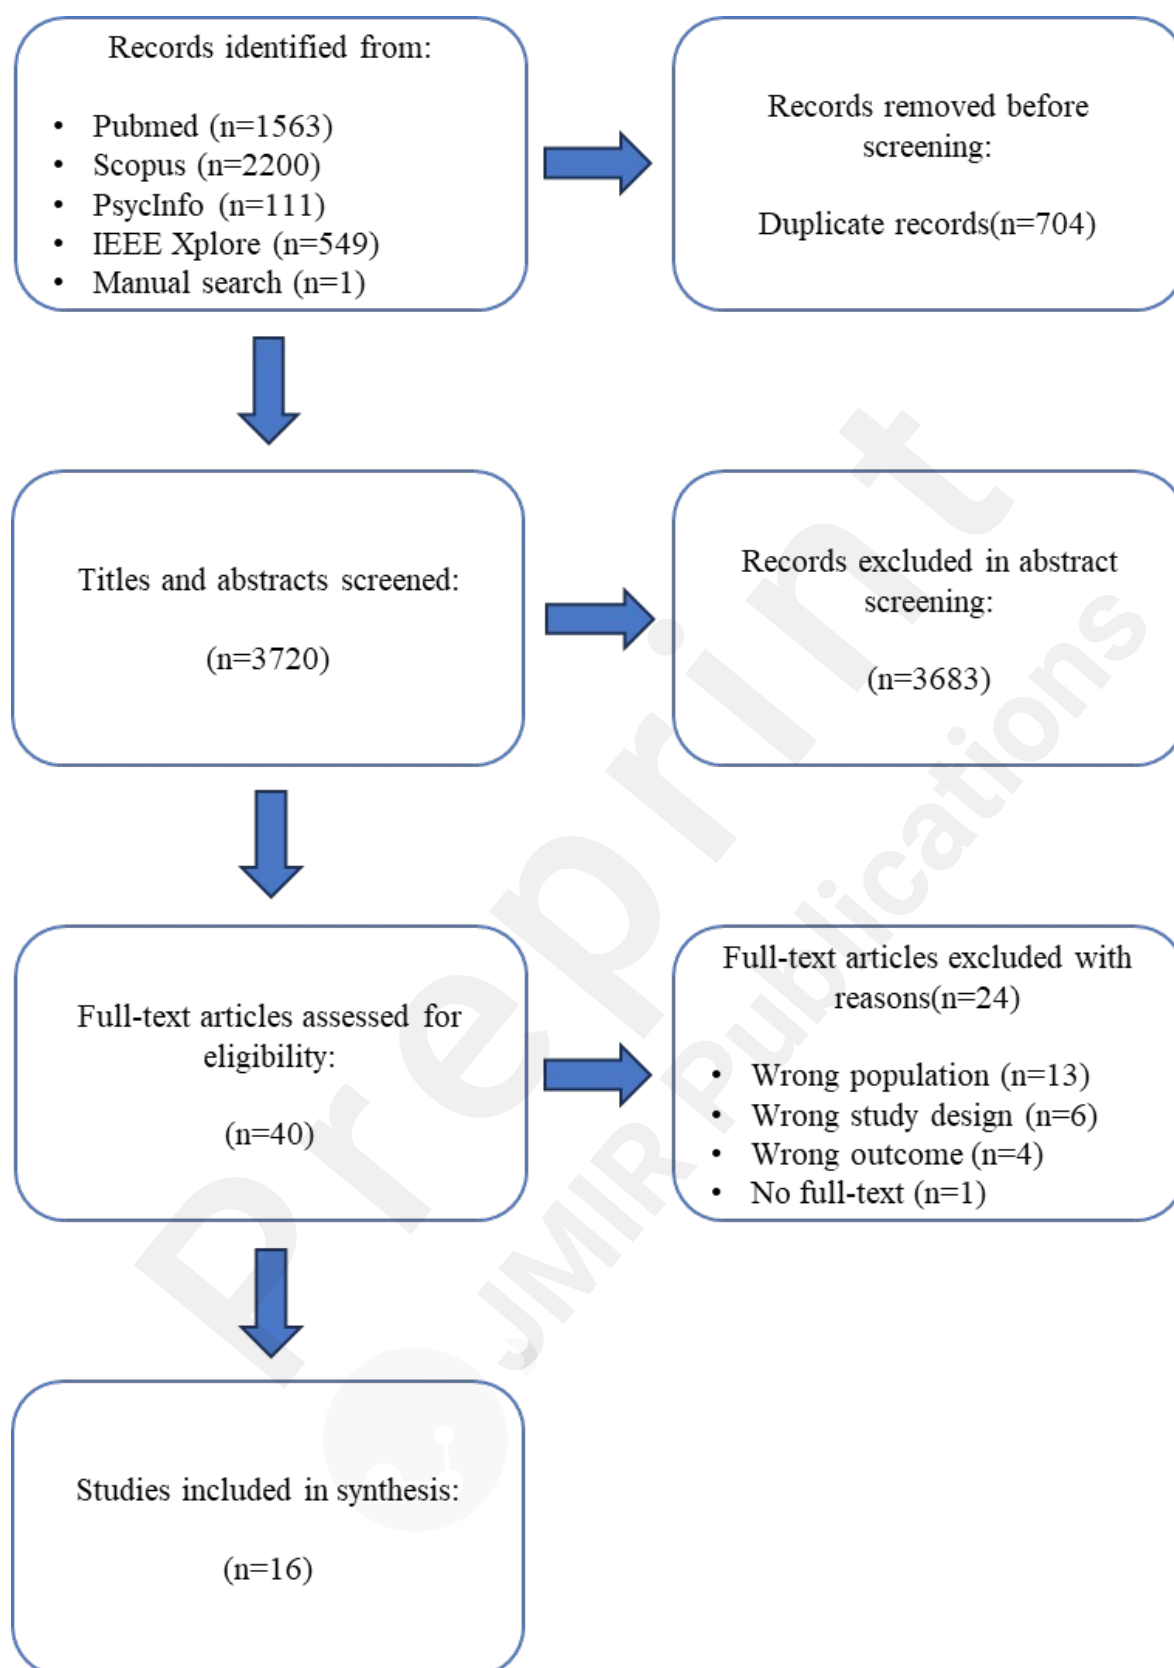 Records identified from:
• Pubmed (n=1563)
• Scopus (n=2200)
• PsycInfo (n=111)
• IEEE Xplore (n=549)
• Manual search (n=1)
Records removed before
screening:
Duplicate records(n=704)
Titles and abstracts screened:
(n=3720)
Records excluded in abstract
screening:
(n=3683)
Full-text articles assessed for
eligibility:
(n=40)
Full-text articles excluded with
reasons(n=24)
• Wrong population (n=13)
• Wrong study design (n=6)
• Wrong outcome (n=4)
• No full-text (n=1)
Studies included in synthesis:
(n=16)
Preprint
JMIR Publications